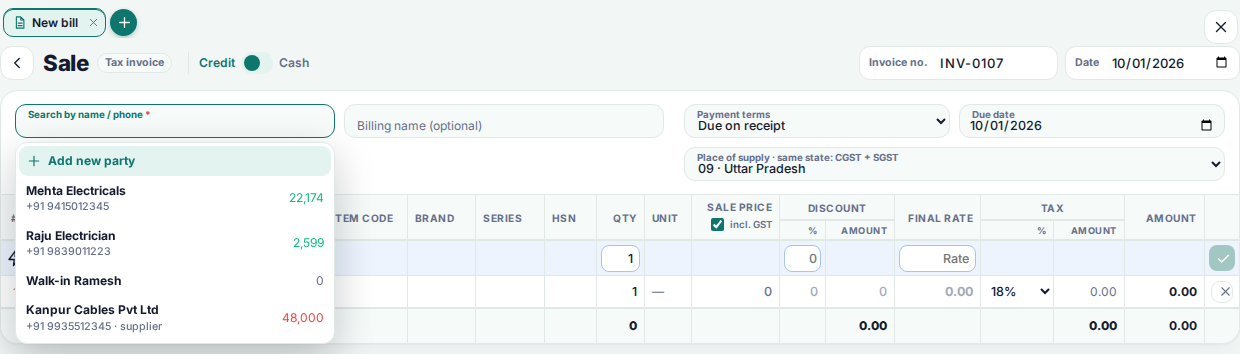 New bill
Sale
Tax invoice
Credit
Cash
Invoice no. INV-0107
Date 10/01/2026
Search by name / phone *
Billing name (optional)
Payment terms
Due on receipt
Due date
10/01/2026
Place of supply · same state: CGST + SGST
09 · Uttar Pradesh
+ Add new party
Mehta Electricals
+91 9415012345
22,174
Raju Electrician
+91 9839011223
2,599
Walk-in Ramesh
0
Kanpur Cables Pvt Ltd
+91 9935512345 · supplier
48,000
# TEM CODE BRAND SERIES HSN QTY UNIT SALE PRICE DISCOUNT FINAL RATE TAX AMOUNT
incl. GST % AMOUNT % AMOUNT
1 0 Rate
1 — 0 0 0 0.00 18% 0.00 0.00
0 0.00 0.00 0.00